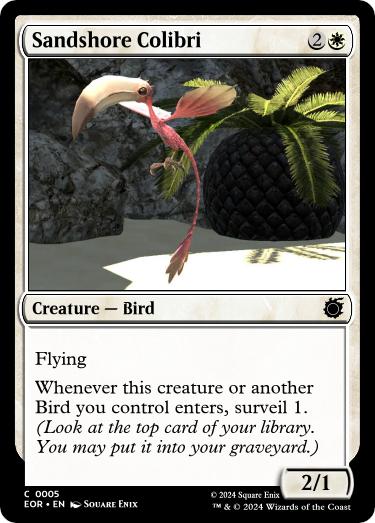 Sandshore Colibri 2
Creature — Bird
Flying
Whenever this creature or another
Bird you control enters, surveil 1.
(Look at the top card of your library.
You may put it into your graveyard.)
2/1
C 0005
EOR • EN Square Enix
© 2024 Square Enix
™ & © 2024 Wizards of the Coast